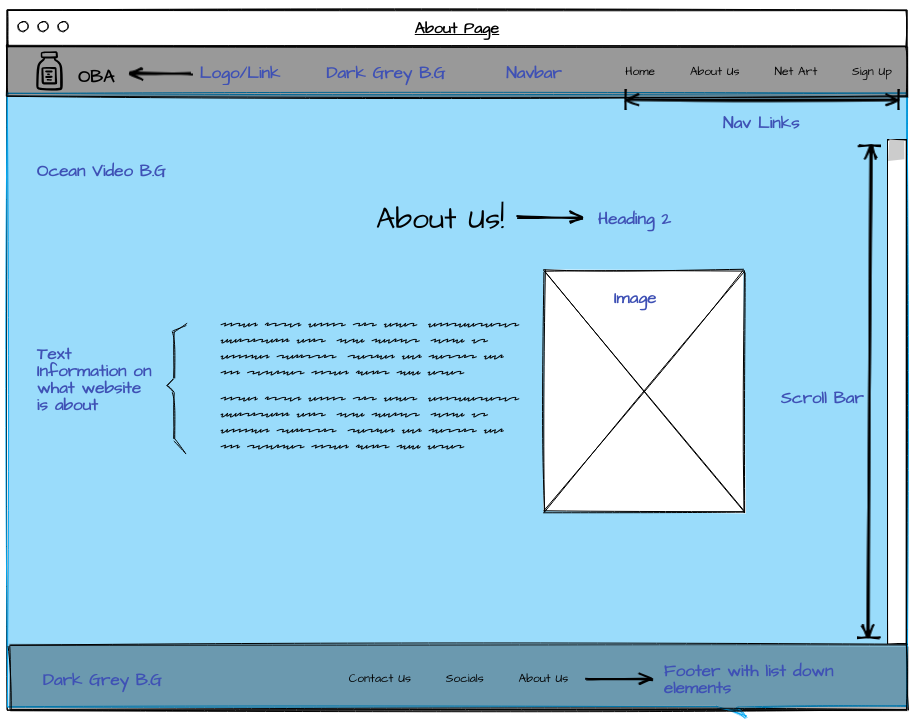 About Page
OBA
Logo/Link
Dark Grey B.G
Navbar
Home
About Us
Net Art
Sign Up
Nav Links
Ocean Video B.G
About Us!
Heading 2
Image
Text
Information on
what website
is about
Scroll Bar
Dark Grey B.G
Contact Us
Socials
About Us
Footer with list down
elements